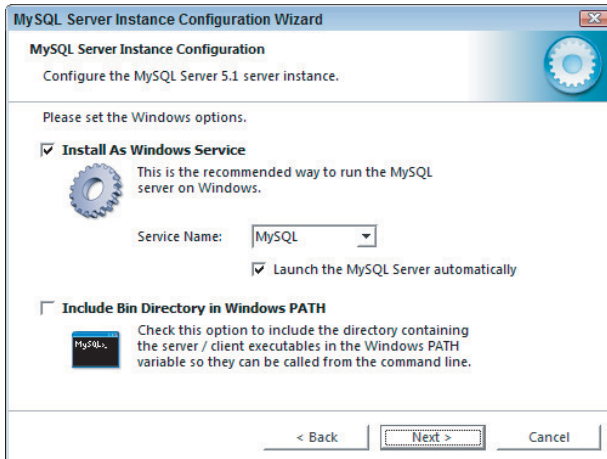 MySQL Server Instance Configuration Wizard
MySQL Server Instance Configuration
Configure the MySQL Server 5.1 server instance.
Please set the Windows options.
Install As Windows Service
This is the recommended way to run the MySQL
server on Windows.
Service Name: MySQL
Launch the MySQL Server automatically
Include Bin Directory in Windows PATH
MySQL>_
Check this option to include the directory containing
the server / client executables in the Windows PATH
variable so they can be called from the command line.
< Back Next > Cancel